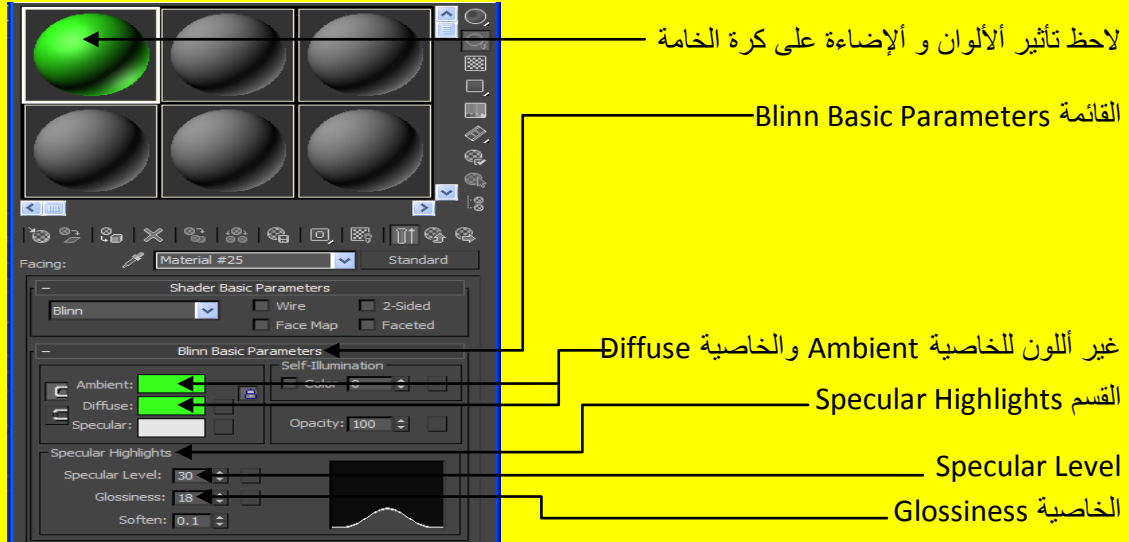 لاحظ تأثير ألألوان و ألإضاءة على كرة الخامة
القائمة Blinn Basic Parameters
Facing:
Material #25
Standard
Shader Basic Parameters
Blinn
Wire
2-Sided
Face Map
Faceted
Blinn Basic Parameters
Self-Illumination
Ambient:
Color
0
غير أللون للخاصية Ambient والخاصية Diffuse
Diffuse:
Specular:
Opacity: 100
القسم Specular Highlights
Specular Highlights
Specular Level: 30
Specular Level
Glossiness: 18
الخاصية Glossiness
Soften: 0.1